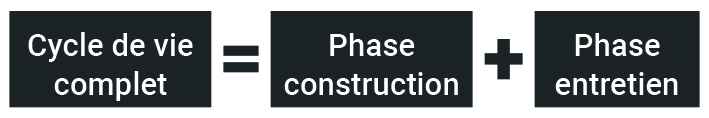 Cycle de vie
complet
=
Phase
construction
+
Phase
entretien